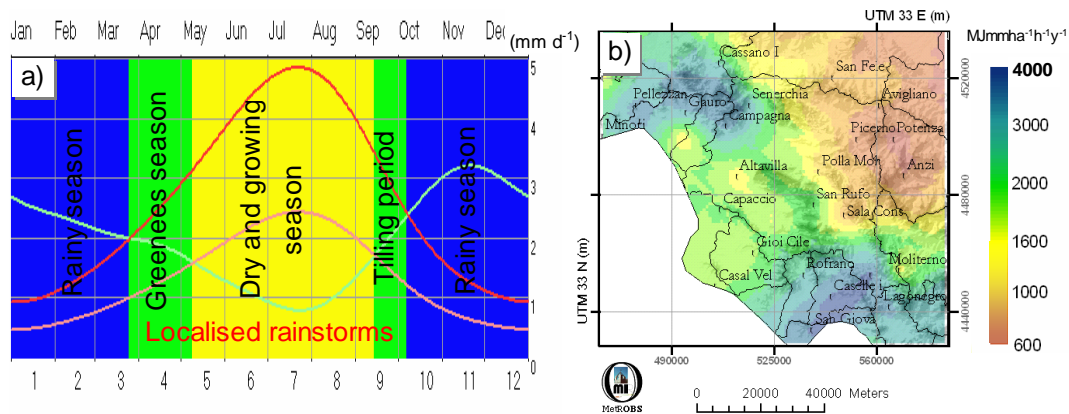 Jan Feb Mar Apr May Jun Jul Aug Sep Oct Nov Dec
(mm d⁻¹)
a)
5
4
3
2
1
0
Rainy season
Greenees season
Dry and growing
season
Tilling period
Rainy season
Localised rainstorms
1 2 3 4 5 6 7 8 9 10 11 12
b)
UTM 33 E (m)
MJmmha⁻¹h⁻¹y⁻¹
Cassano I
San Fe.e
Pellezzan
Gauro
Senerchia
Avigliano
Minori
Campagna
Picerno
Potenza
Altavilla
Polla Mon
Anzi
Capaccio
San Rufo
Sala Cons
Gioi Cile
Rofrano
Moliterno
Casal Vel
Caselle i
Lagonegro
San Giova
4520000
4480000
4440000
UTM 33 N (m)
490000 525000 560000
4000
3000
2000
1600
1000
600
MetROBS
0 20000 40000 Meters